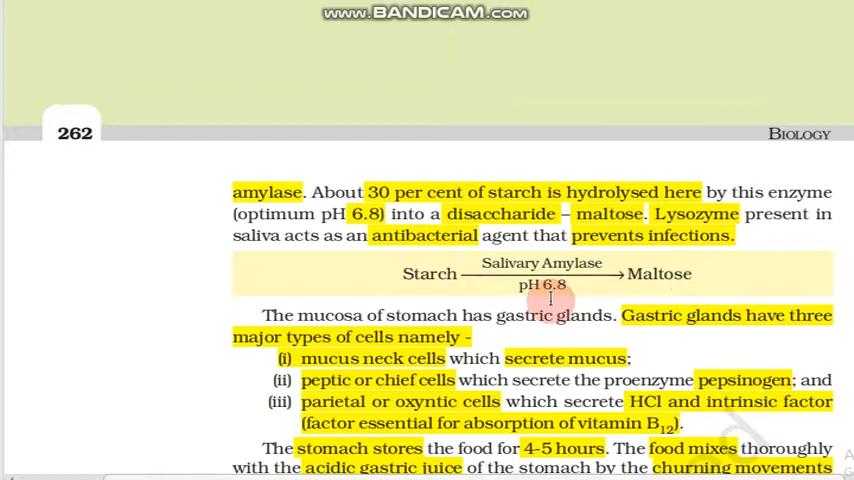 www.BANDICAM.com
262
BIOLOGY
amylase. About 30 per cent of starch is hydrolysed here by this enzyme
(optimum pH 6.8) into a disaccharide – maltose. Lysozyme present in
saliva acts as an antibacterial agent that prevents infections.
Salivary Amylase
Starch → Maltose
pH 6.8
The mucosa of stomach has gastric glands. Gastric glands have three
major types of cells namely -
(i) mucus neck cells which secrete mucus;
(ii) peptic or chief cells which secrete the proenzyme pepsinogen; and
(iii) parietal or oxyntic cells which secrete HCl and intrinsic factor
(factor essential for absorption of vitamin B12).
The stomach stores the food for 4-5 hours. The food mixes thoroughly
with the acidic gastric juice of the stomach by the churning movements